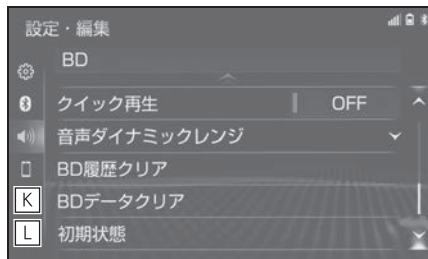 設定・編集
BD
クイック再生 OFF
音声ダイナミックレンジ
BD履歴クリア
K BDデータクリア
L 初期状態